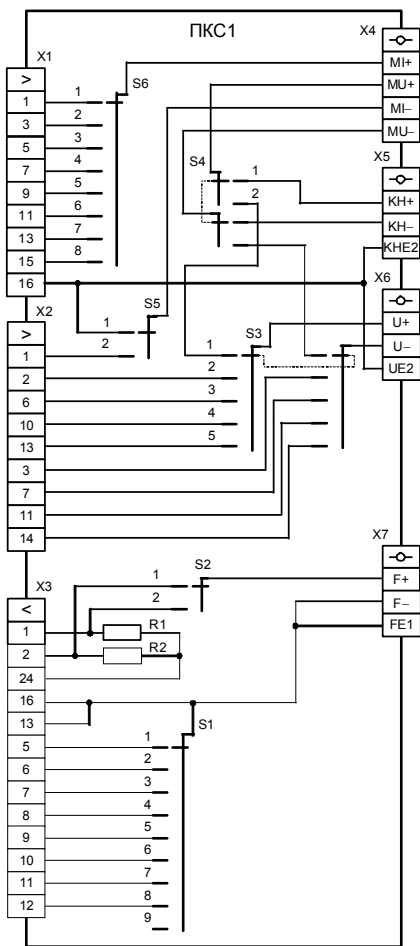 ПКС1
X1
>
1
3
5
7
9
11
13
15
16
1
2
3
4
5
6
7
8
S6
X4
MI+
MU+
MI−
MU−
S4
1
2
X5
KH+
KH−
KHE2
X6
U+
U−
UE2
S5
1
2
S3
1
2
3
4
5
X2
>
1
2
6
10
13
3
7
11
14
X7
F+
F−
FE1
S2
1
2
R1
R2
X3
<
1
2
24
16
13
5
6
7
8
9
10
11
12
S1
1
2
3
4
5
6
7
8
9